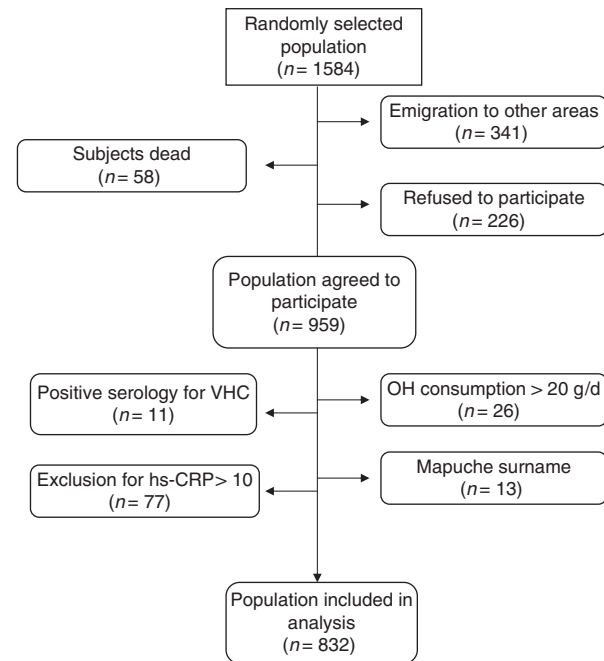 Randomly selected
population
(n = 1584)
Emigration to other areas
(n = 341)
Subjects dead
(n = 58)
Refused to participate
(n = 226)
Population agreed to
participate
(n = 959)
Positive serology for VHC
(n = 11)
OH consumption > 20 g/d
(n = 26)
Exclusion for hs-CRP> 10
(n = 77)
Mapuche surname
(n = 13)
Population included in
analysis
(n = 832)